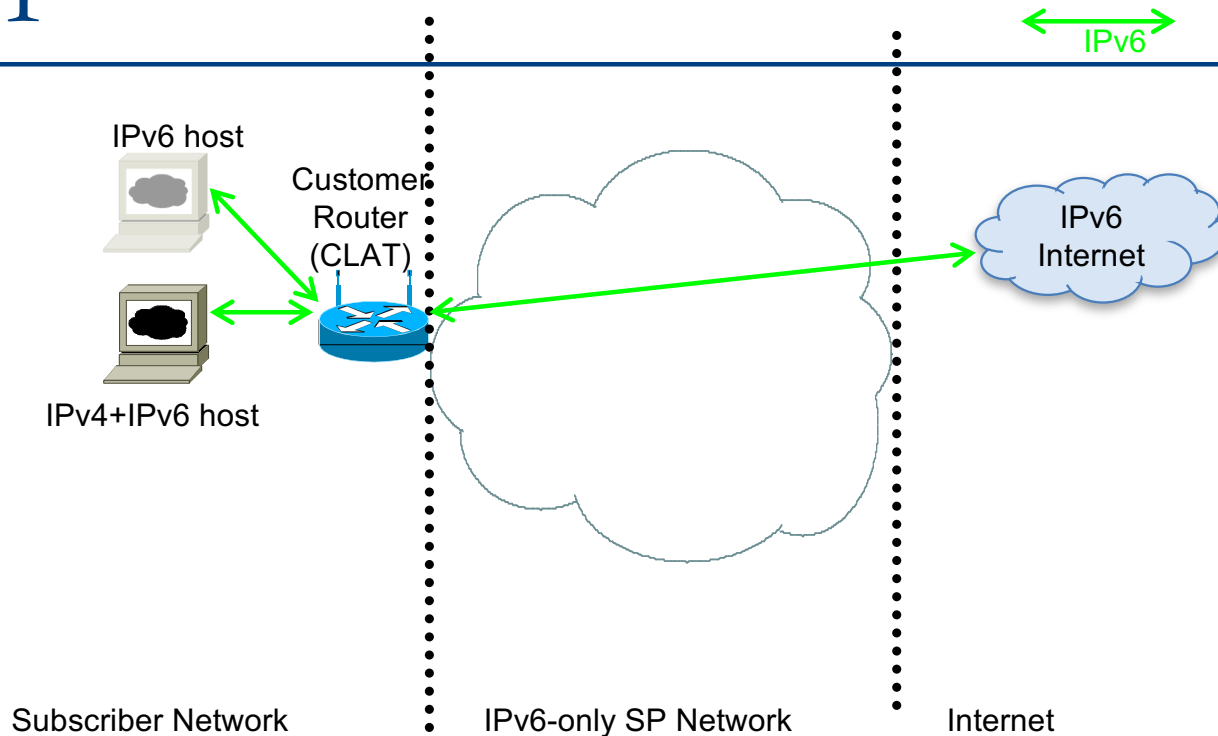 IPv6
IPv6 host
Customer
Router
(CLAT)
IPv6
Internet
IPv4+IPv6 host
Subscriber Network
IPv6-only SP Network
Internet